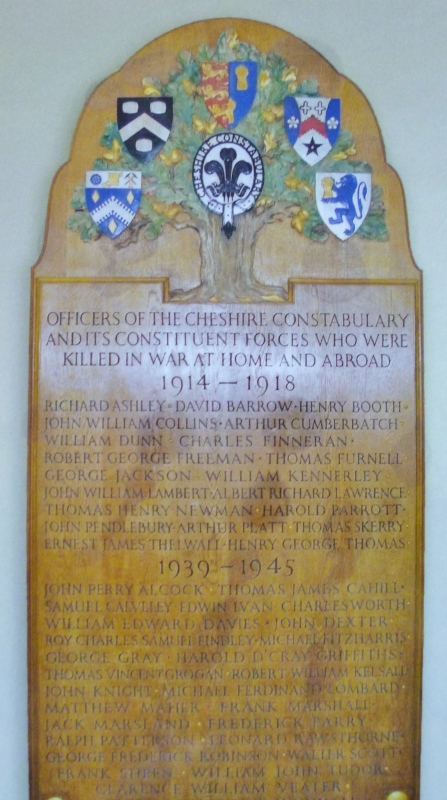 CHESHIRE CONSTABULARY
OFFICERS OF THE CHESHIRE CONSTABULARY
AND ITS CONSTITUENT FORCES WHO WERE
KILLED IN WAR AT HOME AND ABROAD
1914 – 1918
RICHARD ASHLEY · DAVID BARROW · HENRY BOOTH ·
JOHN WILLIAM COLLINS · ARTHUR CUMBERBATCH ·
WILLIAM DUNN · CHARLES FINNERAN ·
ROBERT GEORGE FREEMAN · THOMAS FURNELL
GEORGE JACKSON · WILLIAM KENNERLEY ·
JOHN WILLIAM LAMBERT · ALBERT RICHARD LAWRENCE ·
THOMAS HENRY NEWMAN · HAROLD PARROTT ·
JOHN PENDLEBURY · ARTHUR PLATT · THOMAS SKERRY
ERNEST JAMES THELWALL · HENRY GEORGE THOMAS
1939 – 1945
JOHN PERRY ALCOCK · THOMAS JAMES CAHILL ·
SAMUEL CALVELEY · EDWIN IVAN CHARLESWORTH ·
WILLIAM EDWARD DAVIES · JOHN DEXTER ·
ROY CHARLES SAMUEL FINDLEY · MICHAEL FITZHARRIS
GEORGE GRAY · HAROLD D'CRAY GRIFFITHS ·
THOMAS VINCENT GROGAN · ROBERT WILLIAM KELSALL
JOHN KNIGHT · MICHAEL FERDINAND LOMBARD ·
MATTHEW MAHER · FRANK MARSHALL ·
JACK MARSLAND · FREDERICK PARRY ·
RALPH PATTERSON · LEONARD RAWSTHORNE ·
GEORGE FREDERICK ROBINSON · WALTER SCOTT ·
FRANK · WILLIAM JOHN TUDOR ·
CLARENCE WILLIAM